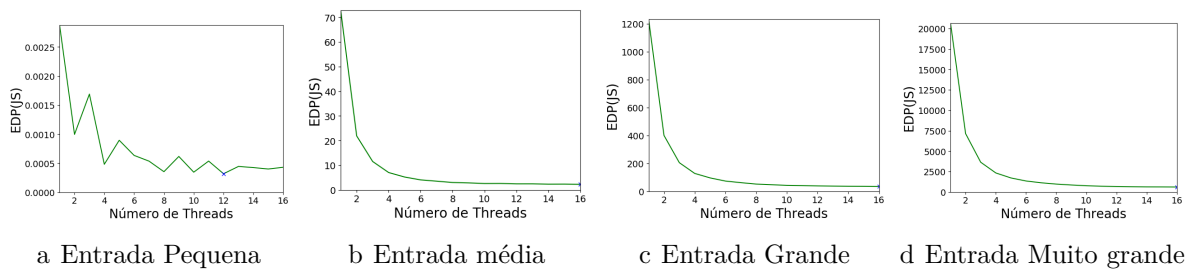 EDP(JS)
0.0025
0.0020
0.0015
0.0010
0.0005
0.0000
2 4 6 8 10 12 14 16
Número de Threads
a Entrada Pequena
EDP(JS)
70
60
50
40
30
20
10
0
2 4 6 8 10 12 14 16
Número de Threads
b Entrada média
EDP(JS)
1200
1000
800
600
400
200
0
2 4 6 8 10 12 14 16
Número de Threads
c Entrada Grande
EDP(JS)
20000
17500
15000
12500
10000
7500
5000
2500
0
2 4 6 8 10 12 14 16
Número de Threads
d Entrada Muito grande